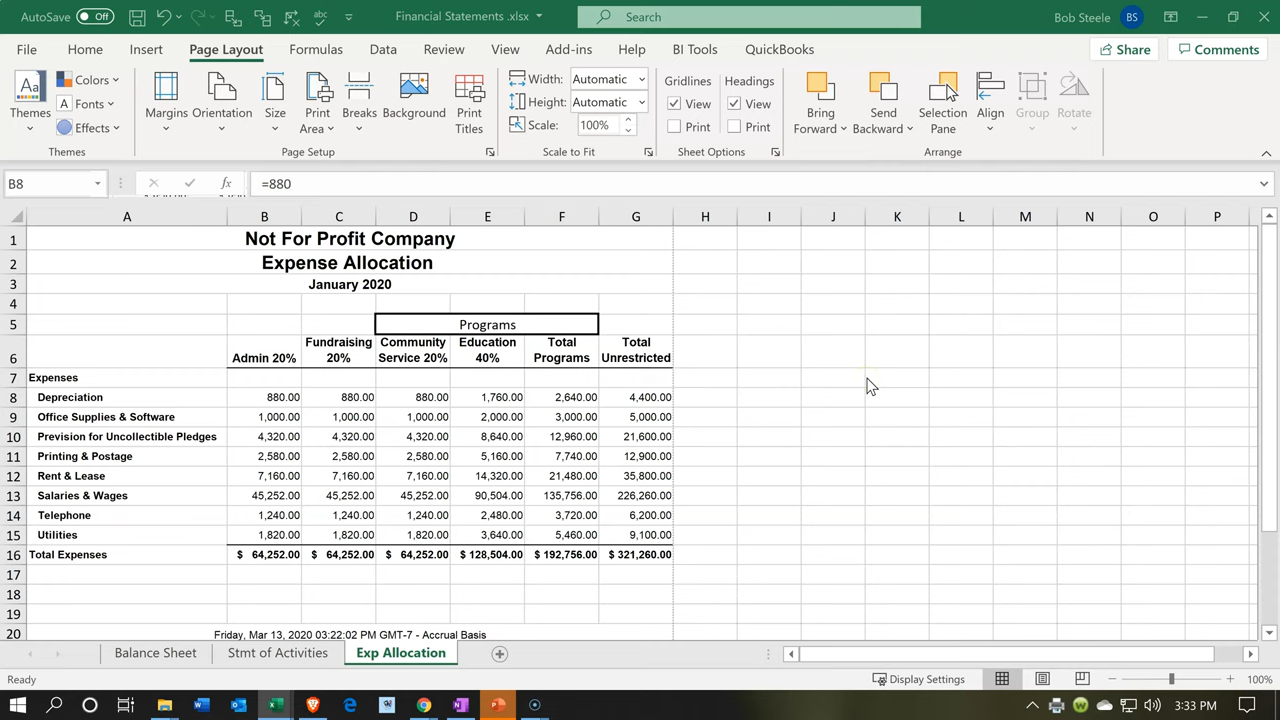 AutoSave Off Financial Statements .xlsx Search Bob Steele BS
File Home Insert Page Layout Formulas Data Review View Add-ins Help BI Tools QuickBooks Share Comments
Aa Themes Colors Fonts Effects Margins Orientation Size Print Area Breaks Background Print Titles Width: Automatic Height: Automatic Scale: 100% Gridlines View Print Headings View Print Bring Forward Send Backward Selection Pane Align Group Rotate
Themes Page Setup Scale to Fit Sheet Options Arrange
B8 fx =880
A B C D E F G H I J K L M N O P
1 Not For Profit Company
2 Expense Allocation
3 January 2020
4
5 Programs
6 Admin 20% Fundraising 20% Community Service 20% Education 40% Total Programs Total Unrestricted
7 Expenses
8 Depreciation 880.00 880.00 880.00 1,760.00 2,640.00 4,400.00
9 Office Supplies & Software 1,000.00 1,000.00 1,000.00 2,000.00 3,000.00 5,000.00
10 Prevision for Uncollectible Pledges 4,320.00 4,320.00 4,320.00 8,640.00 12,960.00 21,600.00
11 Printing & Postage 2,580.00 2,580.00 2,580.00 5,160.00 7,740.00 12,900.00
12 Rent & Lease 7,160.00 7,160.00 7,160.00 14,320.00 21,480.00 35,800.00
13 Salaries & Wages 45,252.00 45,252.00 45,252.00 90,504.00 135,756.00 226,260.00
14 Telephone 1,240.00 1,240.00 1,240.00 2,480.00 3,720.00 6,200.00
15 Utilities 1,820.00 1,820.00 1,820.00 3,640.00 5,460.00 9,100.00
16 Total Expenses $ 64,252.00 $ 64,252.00 $ 64,252.00 $ 128,504.00 $ 192,756.00 $ 321,260.00
17
18
19
20 Friday, Mar 13, 2020 03:22:02 PM GMT-7 - Accrual Basis
Balance Sheet Stmt of Activities Exp Allocation
Ready Display Settings 100%
3:33 PM